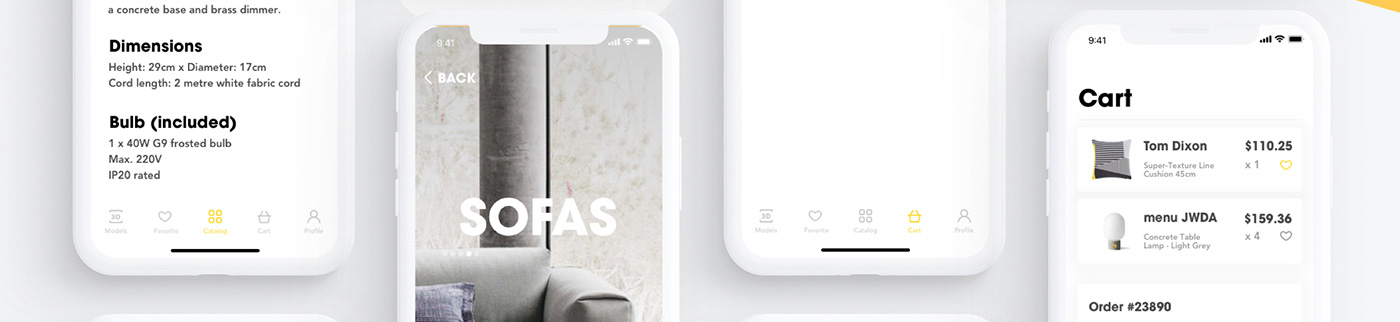 a concrete base and brass dimmer.
Dimensions
Height: 29cm x Diameter: 17cm
Cord length: 2 metre white fabric cord
Bulb (included)
1 x 40W G9 frosted bulb
Max. 220V
IP20 rated
3D
Models
Favorite
Catalog
Cart
Profile
9:41
BACK
SOFAS
3D
Models
Favorite
Catalog
Cart
Profile
9:41
Cart
Tom Dixon
$110.25
Super-Texture Line
Cushion 45cm
x 1
menu JWDA
$159.36
Concrete Table
Lamp - Light Grey
x 4
Order #23890